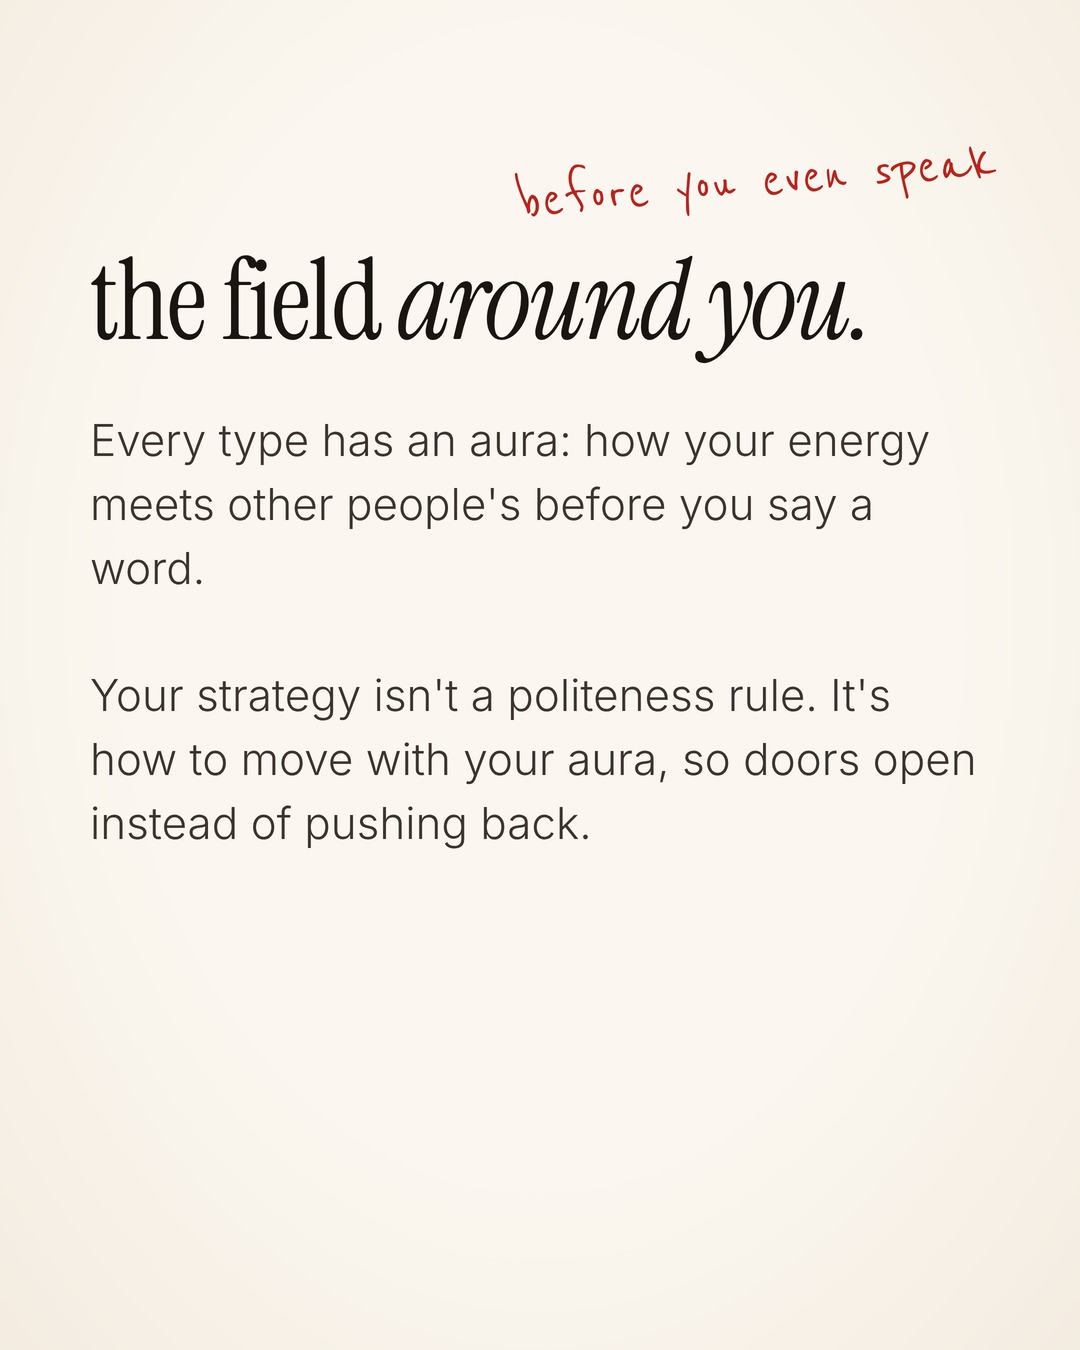 before you even speak
the field around you.
Every type has an aura: how your energy
meets other people's before you say a
word.
Your strategy isn't a politeness rule. It's
how to move with your aura, so doors open
instead of pushing back.